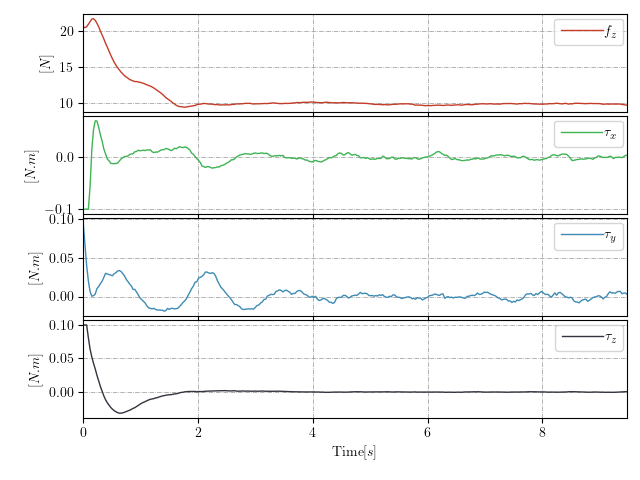 20
15
10
[N]
f_z
0.0
−0.1
[N.m]
τ_x
0.10
0.05
0.00
[N.m]
τ_y
0.10
0.05
0.00
[N.m]
τ_z
0 2 4 6 8
Time[s]